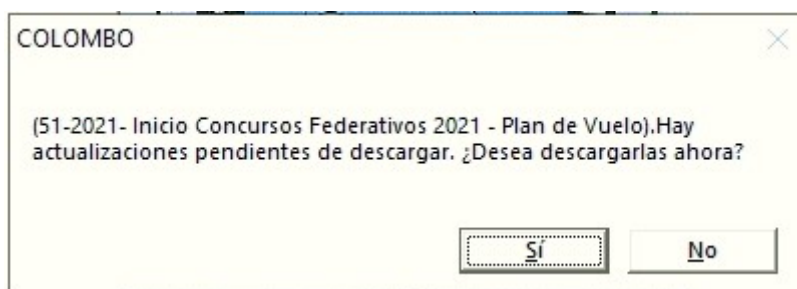 COLOMBO
(51-2021- Inicio Concursos Federativos 2021 - Plan de Vuelo).Hay
actualizaciones pendientes de descargar. ¿Desea descargarlas ahora?
Sí
No